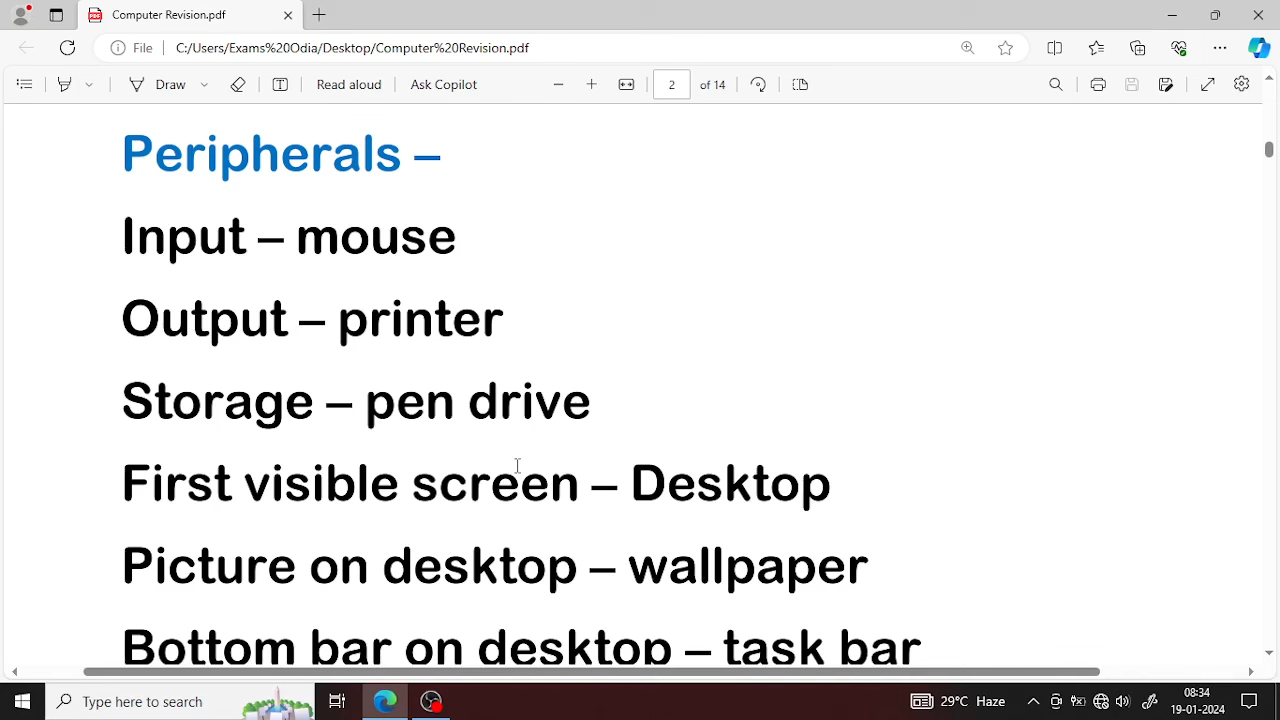 Computer Revision.pdf
File
C:/Users/Exams%20Odia/Desktop/Computer%20Revision.pdf
Draw
Read aloud
Ask Copilot
2 of 14
Peripherals –
Input – mouse
Output – printer
Storage – pen drive
First visible screen – Desktop
Picture on desktop – wallpaper
Bottom bar on desktop – task bar
Type here to search
29°C Haze
08:34
19-01-2024